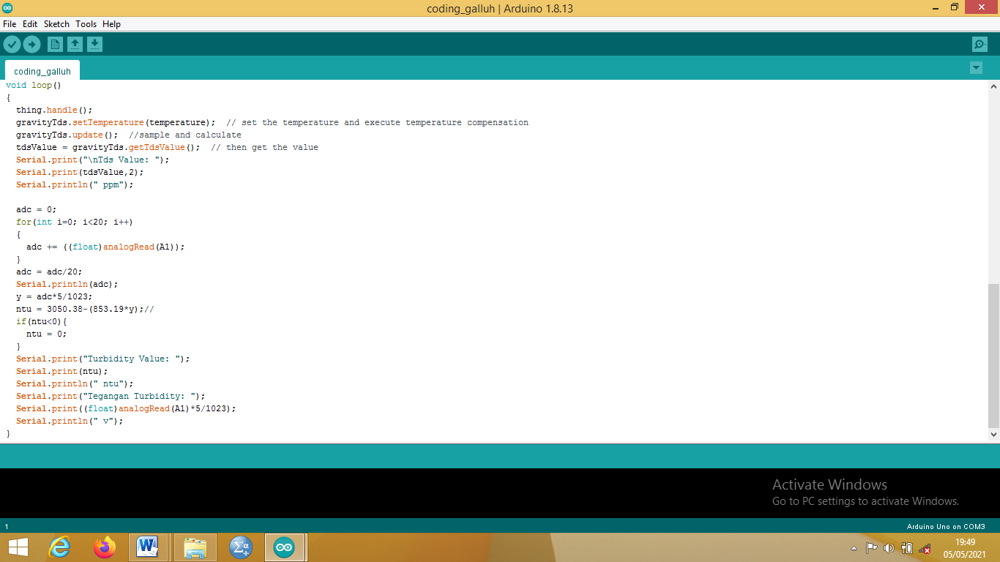 coding_galluh | Arduino 1.8.13
File Edit Sketch Tools Help
coding_galluh
void loop()
{
  thing.handle();
  gravityTds.setTemperature(temperature);  // set the temperature and execute temperature compensation
  gravityTds.update();  //sample and calculate
  tdsValue = gravityTds.getTdsValue();  // then get the value
  Serial.print("\nTds Value: ");
  Serial.print(tdsValue,2);
  Serial.println(" ppm");

  adc = 0;
  for(int i=0; i<20; i++)
  {
    adc += ((float)analogRead(A1));
  }
  adc = adc/20;
  Serial.println(adc);
  y = adc*5/1023;
  ntu = 3050.38-(853.19*y);//
  if(ntu<0){
    ntu = 0;
  }
  Serial.print("Turbidity Value: ");
  Serial.print(ntu);
  Serial.println(" ntu");
  Serial.print("Tegangan Turbidity: ");
  Serial.print((float)analogRead(A1)*5/1023);
  Serial.println(" v");
}
Activate Windows
Go to PC settings to activate Windows.
1
Arduino Uno on COM3
19:49
05/05/2021